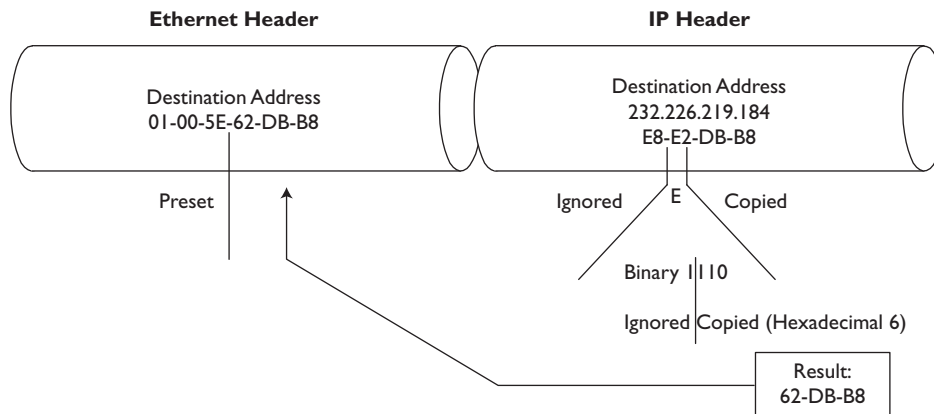 Ethernet Header
IP Header
Destination Address
01-00-5E-62-DB-B8
Destination Address
232.226.219.184
E8-E2-DB-B8
Preset
Ignored
E
Copied
Binary 1110
Ignored Copied (Hexadecimal 6)
Result:
62-DB-B8